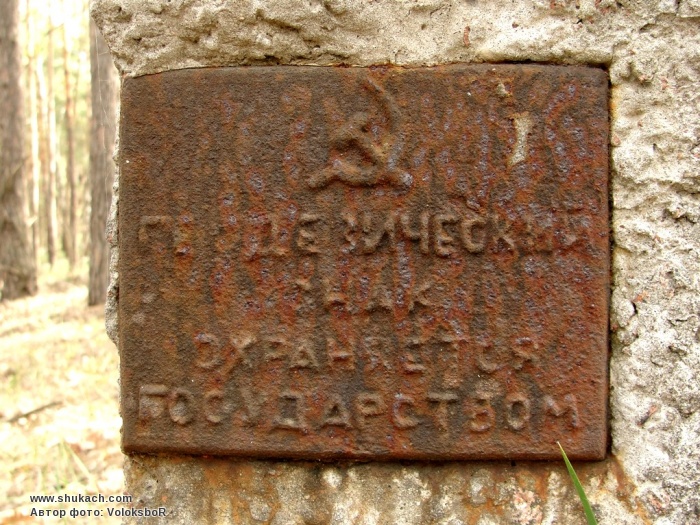 ГЕОДЕЗИЧЕСКИЙ
ЗНАК
ОХРАНЯЕТСЯ
ГОСУДАРСТВОМ
www.shukach.com
Автор фото: VoloksboR